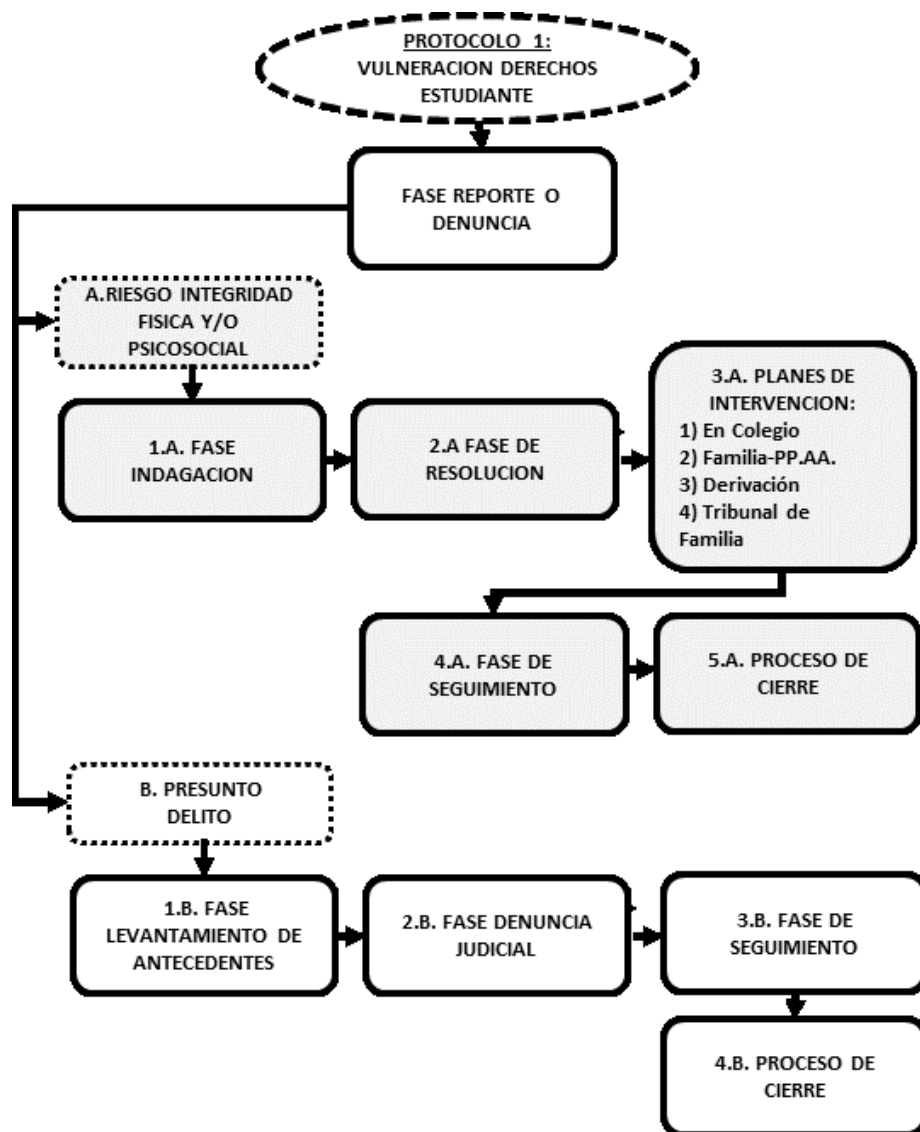 PROTOCOLO 1:
VULNERACION DERECHOS
ESTUDIANTE
FASE REPORTE O
DENUNCIA
A.RIESGO INTEGRIDAD
FISICA Y/O
PSICOSOCIAL
1.A. FASE
INDAGACION
2.A FASE DE
RESOLUCION
3.A. PLANES DE
INTERVENCION:
1) En Colegio
2) Familia-PP.AA.
3) Derivación
4) Tribunal de
Familia
4.A. FASE DE
SEGUIMIENTO
5.A. PROCESO DE
CIERRE
B. PRESUNTO
DELITO
1.B. FASE
LEVANTAMIENTO DE
ANTECEDENTES
2.B. FASE DENUNCIA
JUDICIAL
3.B. FASE DE
SEGUIMIENTO
4.B. PROCESO DE
CIERRE